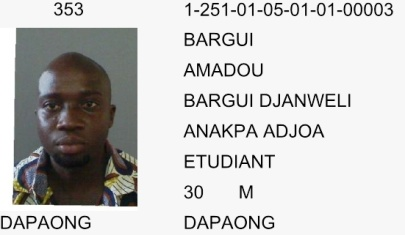 353 1-251-01-05-01-01-00003
BARGUI
AMADOU
BARGUI DJANWELI
ANAKPA ADJOA
ETUDIANT
30 M
DAPAONG DAPAONG